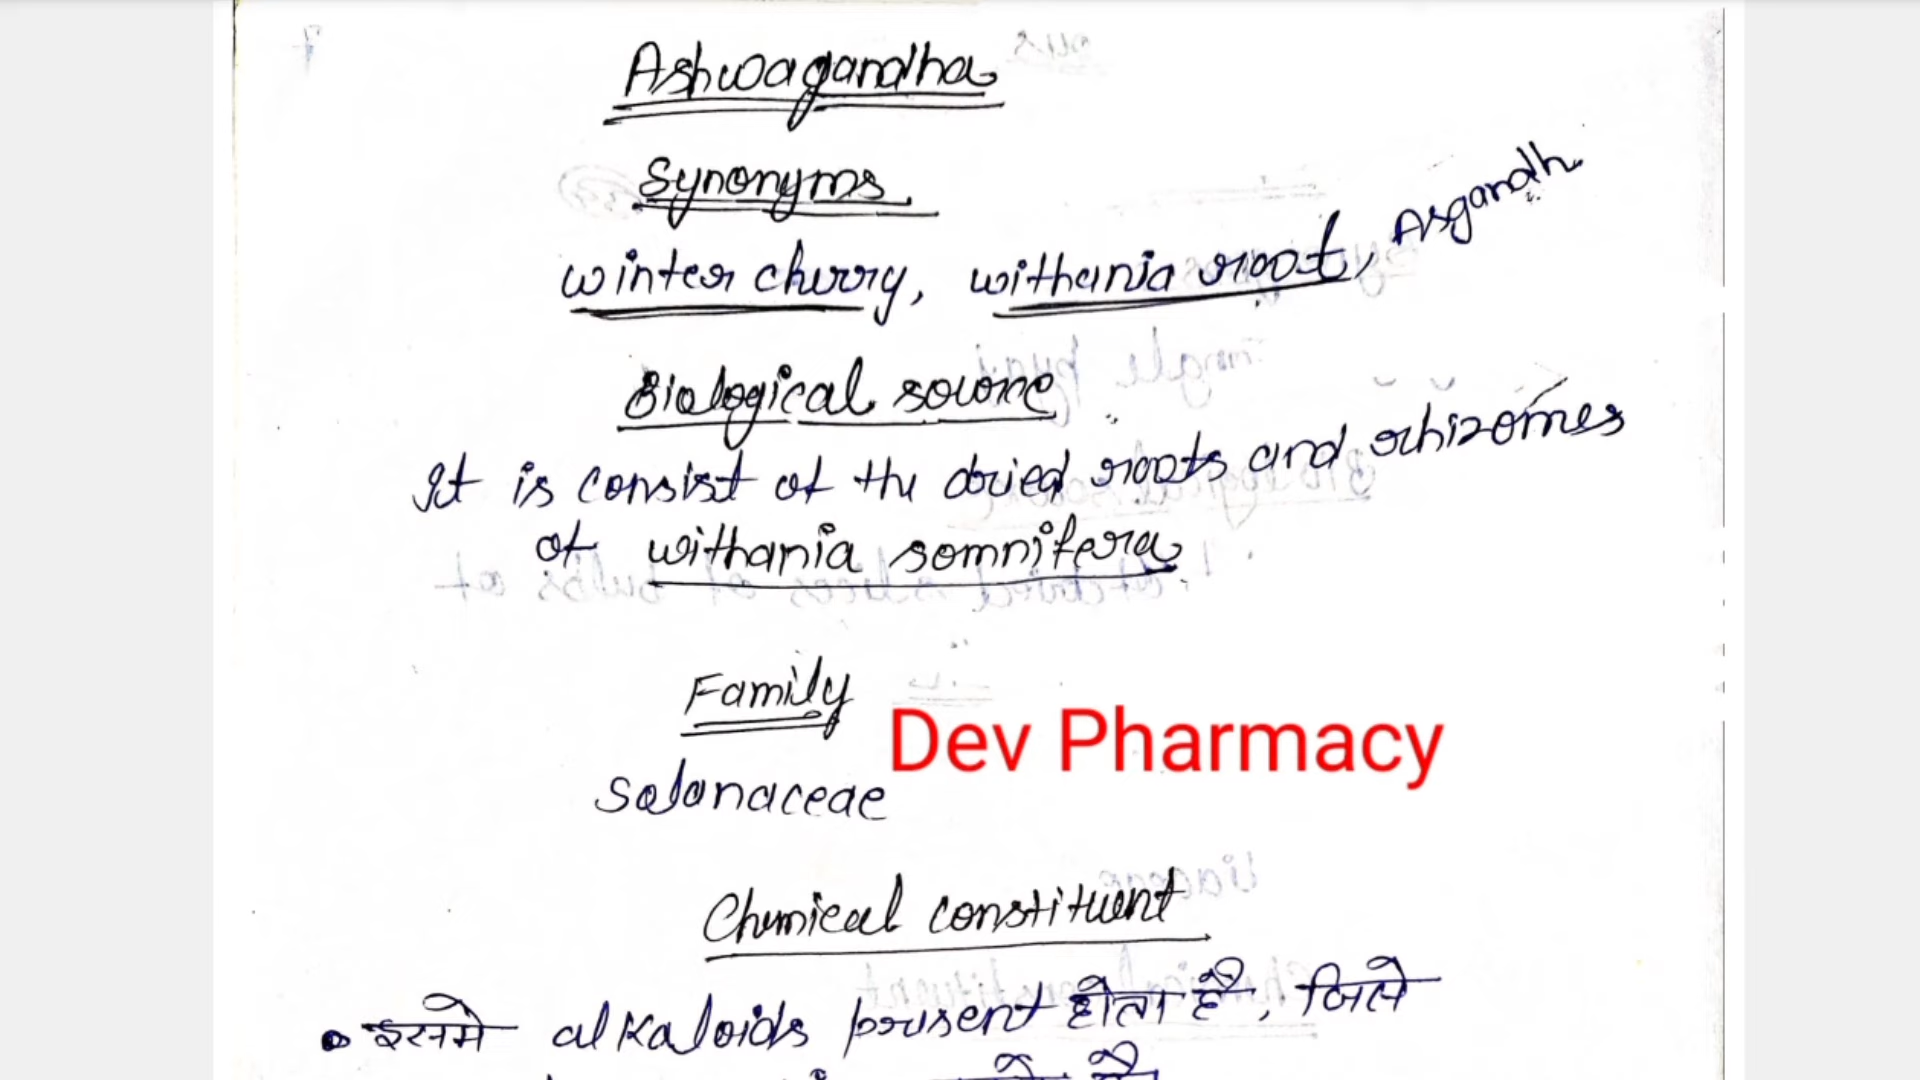 Ashwagandha
Synonyms
winter cherry, withania root, Asgandh
Biological source
It is consist of the dried roots and rhizomes
of withania somnifera
Family
Dev Pharmacy
Solanaceae
Chemical constituent
• इसमे alkaloids present होता है, जिसे